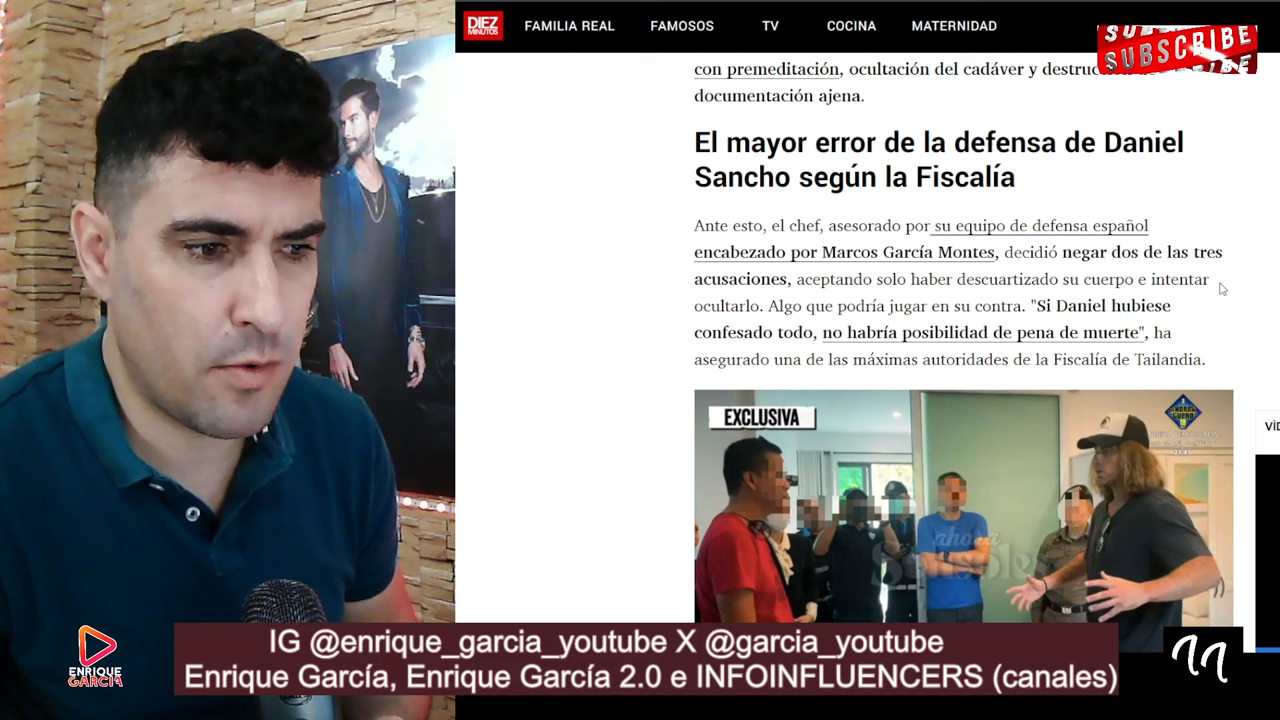 DIEZ
MINUTOS
FAMILIA REAL
FAMOSOS
TV
COCINA
MATERNIDAD
SUBSCRIBE
con premeditación, ocultación del cadáver y
documentación ajena.
El mayor error de la defensa de Daniel
Sancho según la Fiscalía
Ante esto, el chef, asesorado por su equipo de defensa español
encabezado por Marcos García Montes, decidió negar dos de las tres
acusaciones, aceptando solo haber descuartizado su cuerpo e intentar
ocultarlo. Algo que podría jugar en su contra. "Si Daniel hubiese
confesado todo, no habría posibilidad de pena de muerte", ha
asegurado una de las máximas autoridades de la Fiscalía de Tailandia.
EXCLUSIVA
ahora
Sonsoles
VID
ENRIQUE
GARCÍA
IG @enrique_garcia_youtube X @garcia_youtube
Enrique García, Enrique García 2.0 e INFOINFLUENCERS (canales)